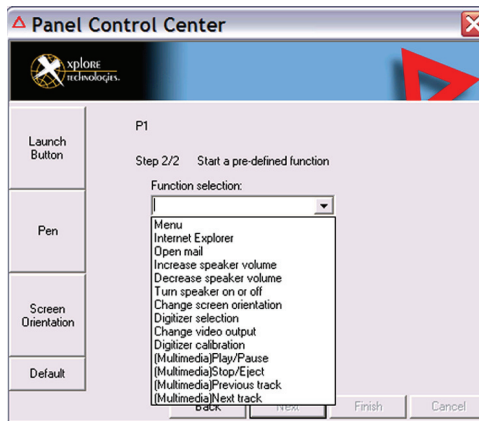 Panel Control Center
xplore
technologies.
Launch
Button
Pen
Screen
Orientation
Default
P1
Step 2/2 Start a pre-defined function
Function selection:
Menu
Internet Explorer
Open mail
Increase speaker volume
Decrease speaker volume
Turn speaker on or off
Change screen orientation
Digitizer selection
Change video output
Digitizer calibration
(Multimedia)Play/Pause
(Multimedia)Stop/Eject
(Multimedia)Previous track
(Multimedia)Next track
Back Next Finish Cancel